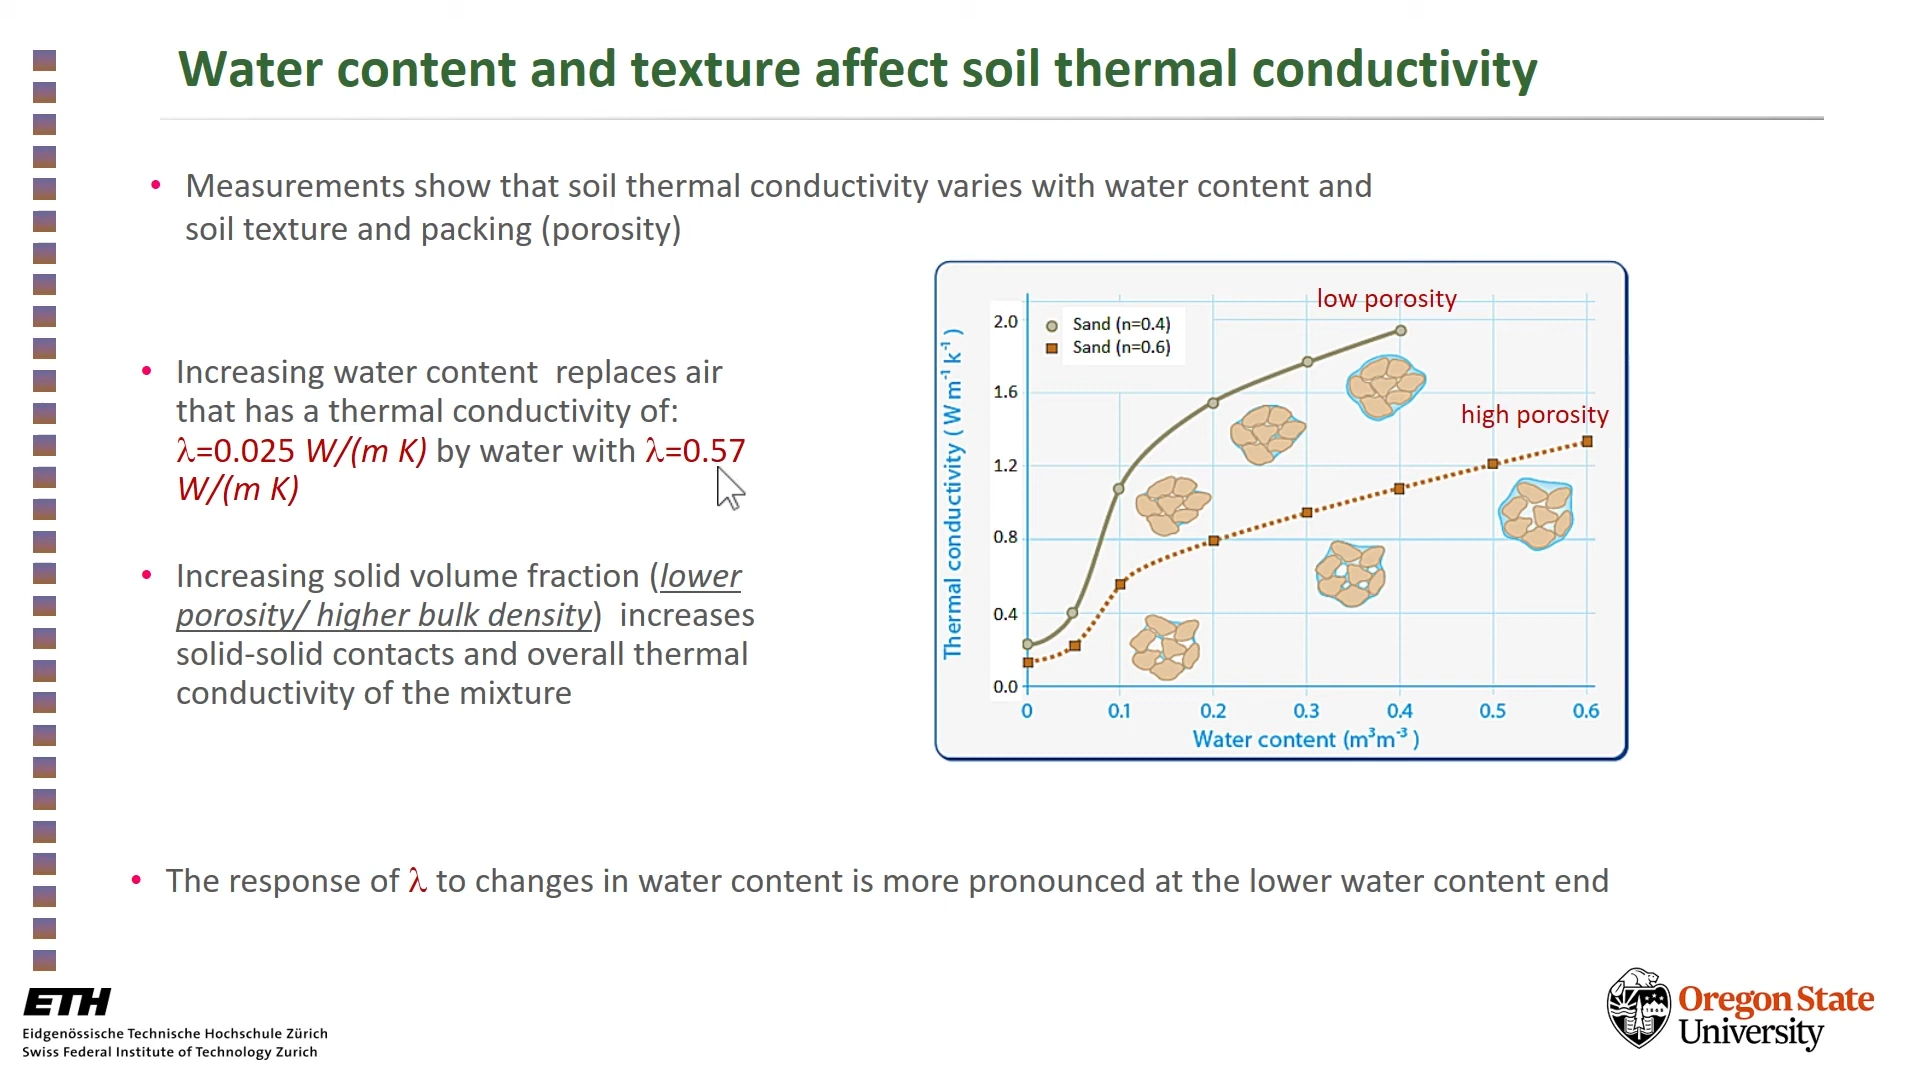 Water content and texture affect soil thermal conductivity
• Measurements show that soil thermal conductivity varies with water content and
soil texture and packing (porosity)
• Increasing water content  replaces air
that has a thermal conductivity of:
λ=0.025 W/(m K) by water with λ=0.57
W/(m K)
• Increasing solid volume fraction (lower
porosity/ higher bulk density)  increases
solid-solid contacts and overall thermal
conductivity of the mixture
low porosity
high porosity
Sand (n=0.4)
Sand (n=0.6)
Thermal conductivity (W m⁻¹ k⁻¹)
2.0
1.6
1.2
0.8
0.4
0.0
0 0.1 0.2 0.3 0.4 0.5 0.6
Water content (m³m⁻³)
• The response of λ to changes in water content is more pronounced at the lower water content end
ETH
Eidgenössische Technische Hochschule Zürich
Swiss Federal Institute of Technology Zurich
1868
Oregon State
University